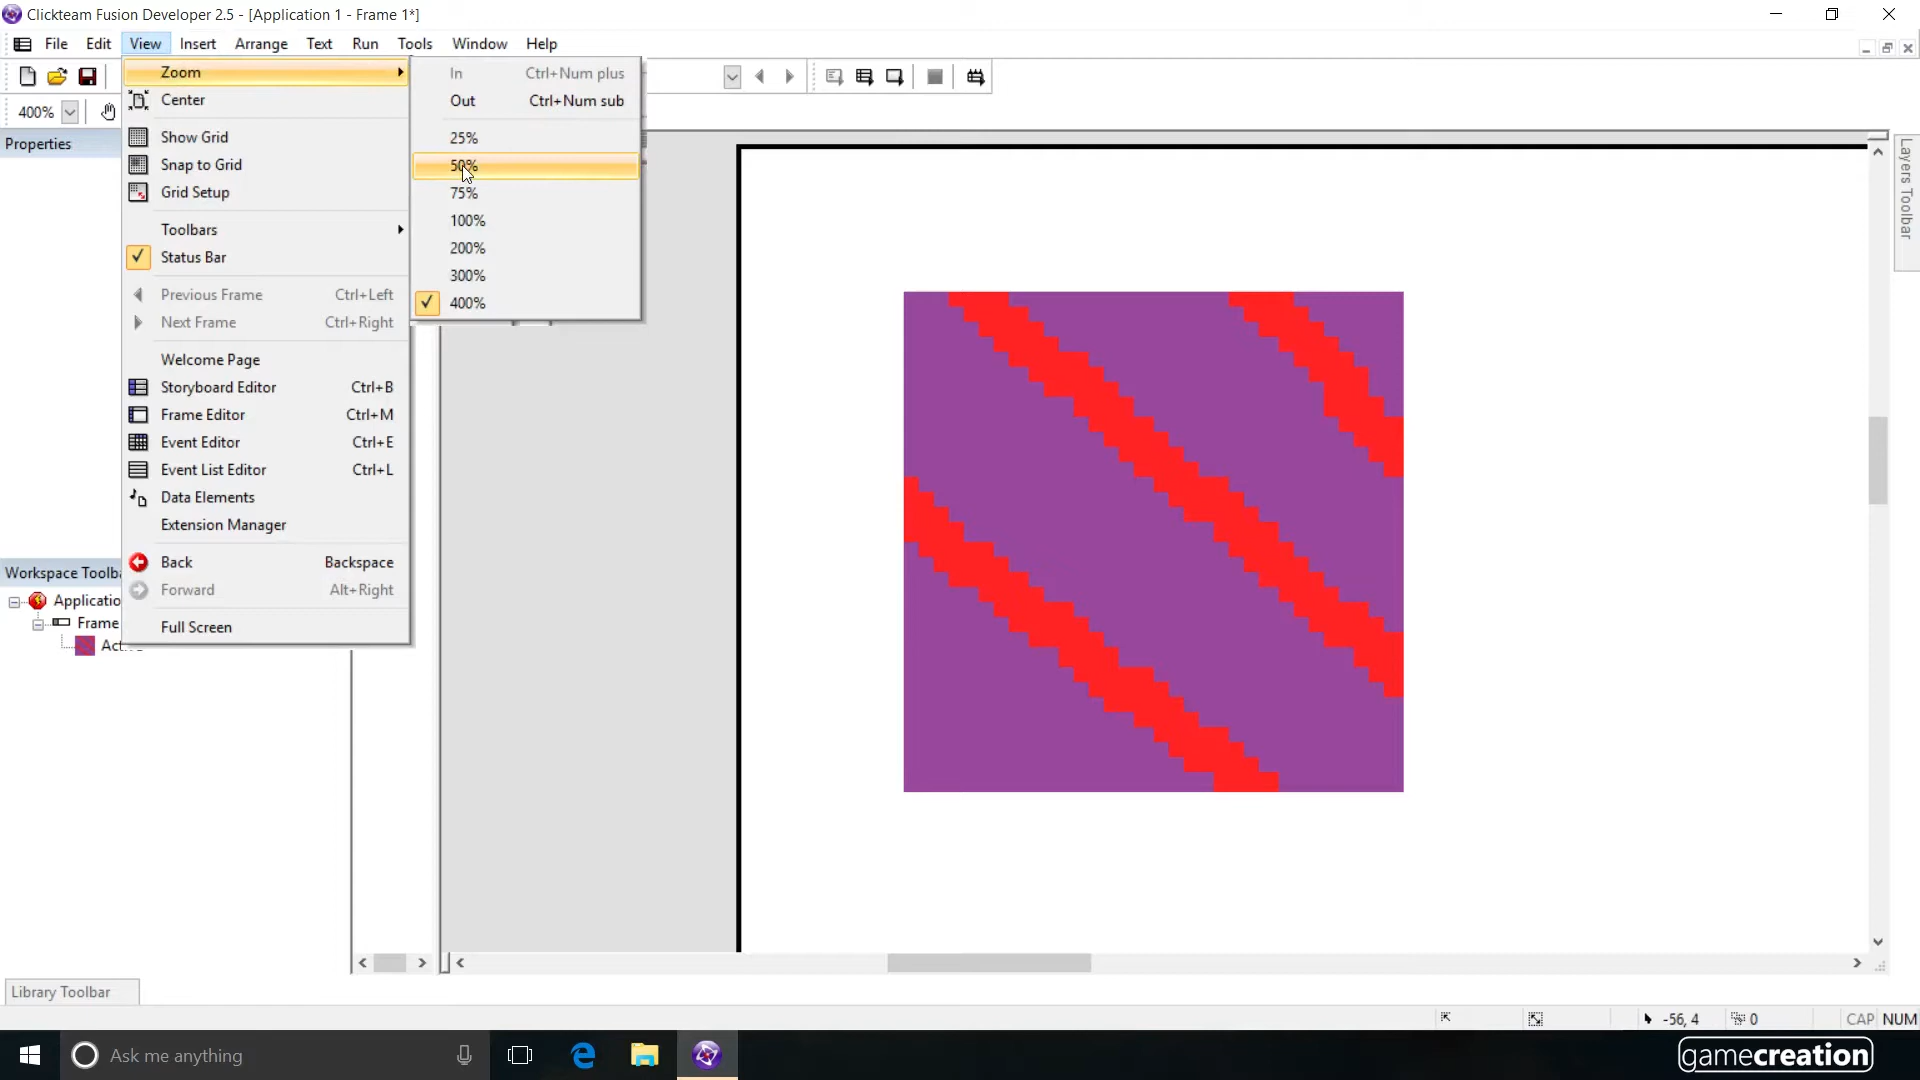 Clickteam Fusion Developer 2.5 - [Application 1 - Frame 1*]
File Edit View Insert Arrange Text Run Tools Window Help
400%
Properties
Zoom
Center
Show Grid
Snap to Grid
Grid Setup
Toolbars
Status Bar
Previous Frame Ctrl+Left
Next Frame Ctrl+Right
Welcome Page
Storyboard Editor Ctrl+B
Frame Editor Ctrl+M
Event Editor Ctrl+E
Event List Editor Ctrl+L
Data Elements
Extension Manager
Back Backspace
Forward Alt+Right
Full Screen
In Ctrl+Num plus
Out Ctrl+Num sub
25%
50%
75%
100%
200%
300%
400%
Layers Toolbar
Workspace Toolba
Applicatio
Frame
Library Toolbar
-56, 4 0 CAP NUM
Ask me anything
gamecreation